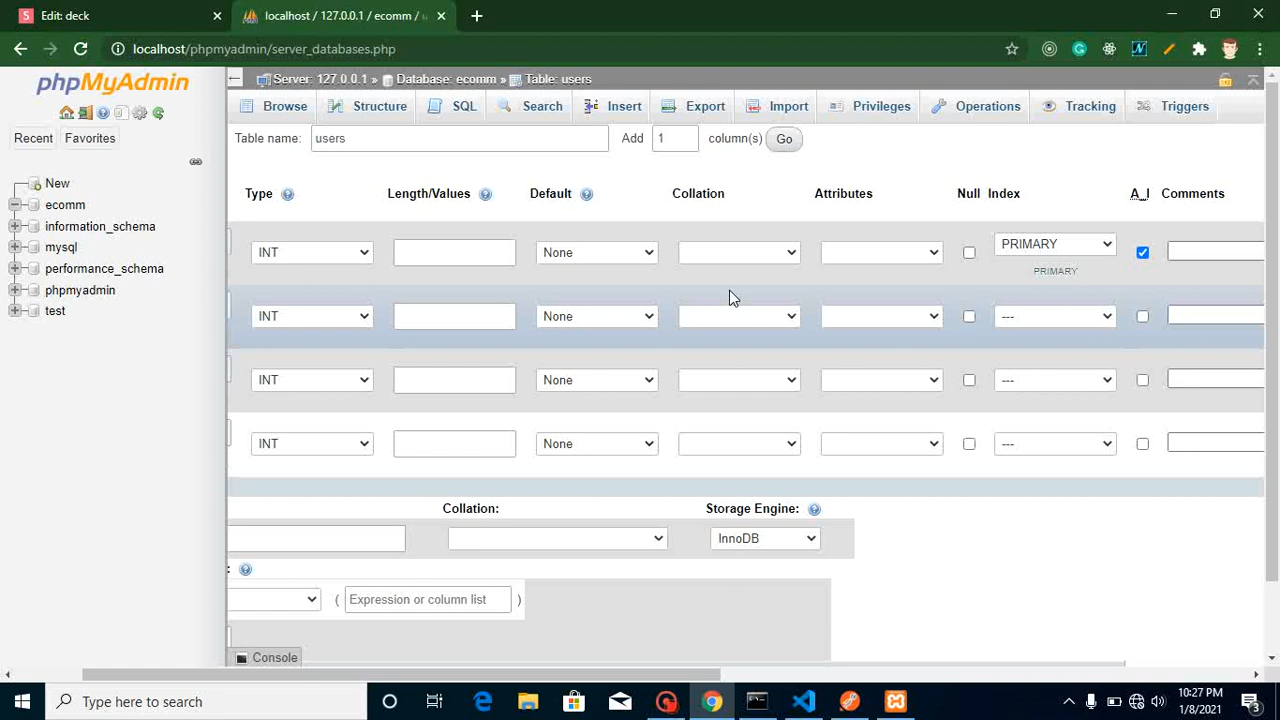 Edit: deck
localhost / 127.0.0.1 / ecomm / u
localhost/phpmyadmin/server_databases.php
phpMyAdmin
Server: 127.0.0.1 » Database: ecomm » Table: users
Browse Structure SQL Search Insert Export Import Privileges Operations Tracking Triggers
Recent Favorites
Table name: users Add 1 column(s) Go
New
ecomm
information_schema
mysql
performance_schema
phpmyadmin
test
Type Length/Values Default Collation Attributes Null Index A_I Comments
INT None PRIMARY
PRIMARY
INT None ---
INT None ---
INT None ---
Collation: Storage Engine:
InnoDB
:
( Expression or column list )
Console
Type here to search
10:27 PM
1/8/2021
3